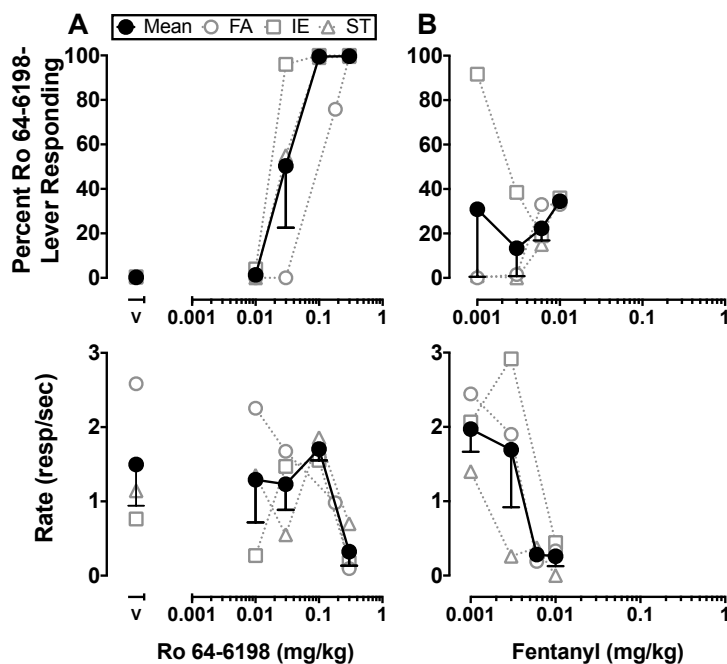 A
B
Mean FA IE ST
Percent Ro 64-6198-
Lever Responding
100
80
60
40
20
0
V
0.001 0.01 0.1 1
100
80
60
40
20
0
0.001 0.01 0.1 1
Rate (resp/sec)
3
2
1
0
V
0.001 0.01 0.1 1
Ro 64-6198 (mg/kg)
3
2
1
0
0.001 0.01 0.1 1
Fentanyl (mg/kg)